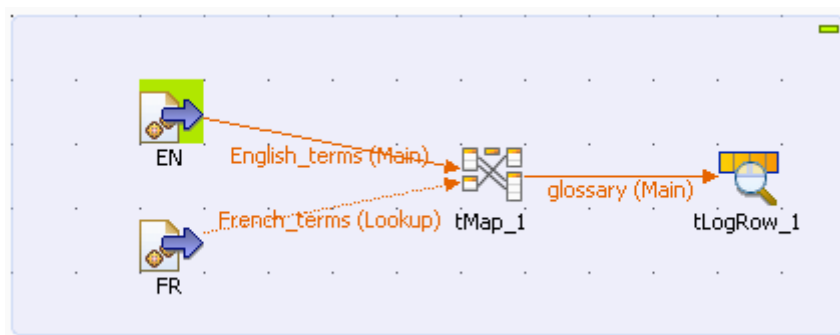 EN
English_terms (Main)
French_terms (Lookup)
FR
tMap_1
glossary (Main)
tLogRow_1